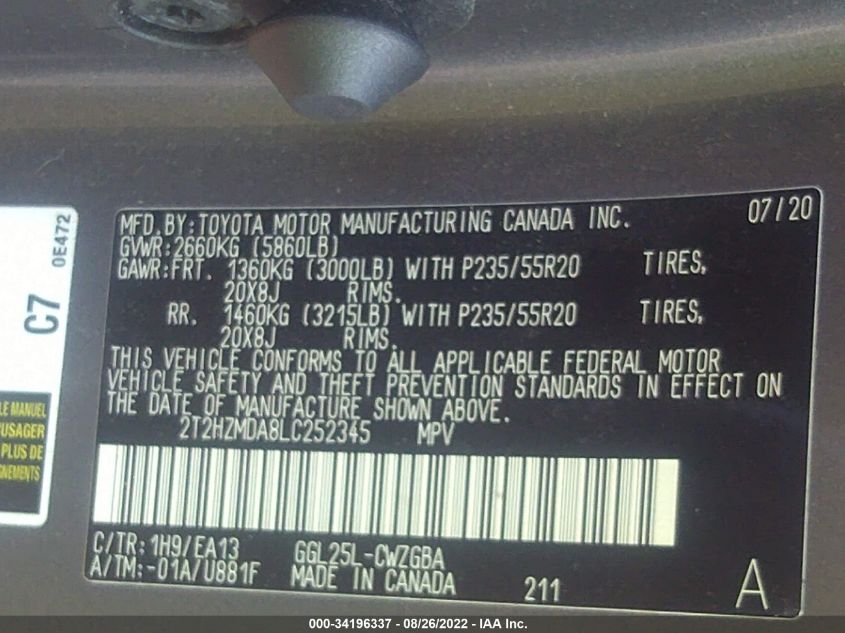 MFD.BY:TOYOTA MOTOR MANUFACTURING CANADA INC. 07/20
GVWR:2660KG (5860LB)
GAWR:FRT. 1360KG (3000LB) WITH P235/55R20 TIRES,
20X8J RIMS.
RR. 1460KG (3215LB) WITH P235/55R20 TIRES,
20X8J RIMS.
THIS VEHICLE CONFORMS TO ALL APPLICABLE FEDERAL MOTOR
VEHICLE SAFETY AND THEFT PREVENTION STANDARDS IN EFFECT ON
THE DATE OF MANUFACTURE SHOWN ABOVE.
2T2HZMDA8LC252345 MPV
C/TR: 1H9/EA13 GGL25L-CWZGBA
A/TM:-01A/U881F MADE IN CANADA 211 A
C7 0E472
LE MANUEL
'USAGER
PLUS DE
GNEMENTS
000-34196337 - 08/26/2022 - IAA Inc.